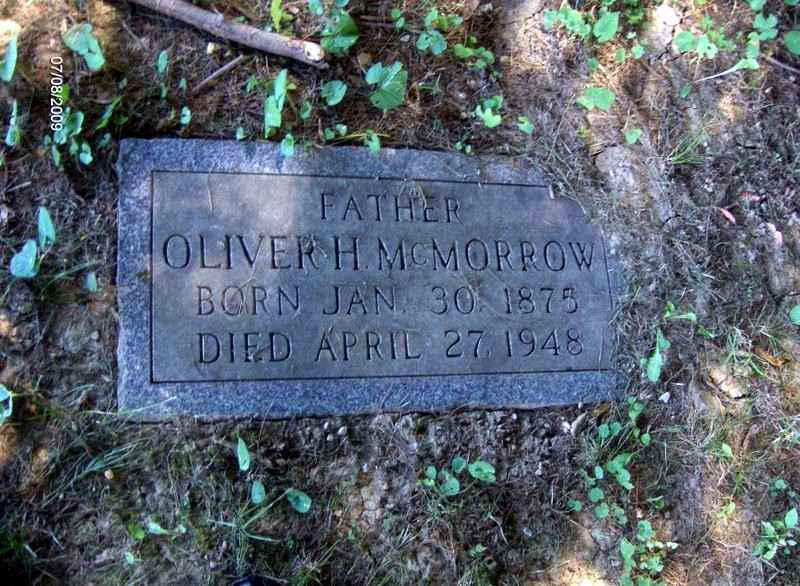 07/08/2009
FATHER
OLIVER H. McMORROW
BORN JAN. 30, 1875
DIED APRIL 27, 1948